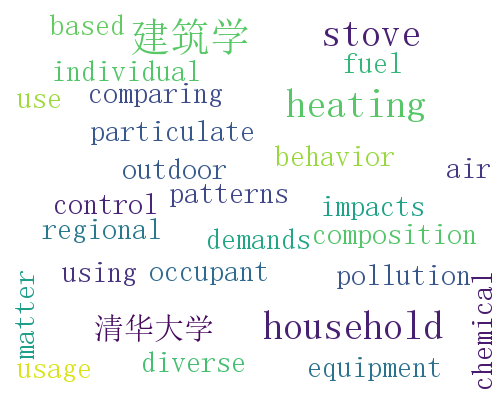 based
建筑学
stove
individual
fuel
use
comparing
heating
particulate
behavior
outdoor
air
patterns
control
impacts
regional
demands
composition
using
occupant
pollution
matter
chemical
清华大学
household
usage
diverse
equipment